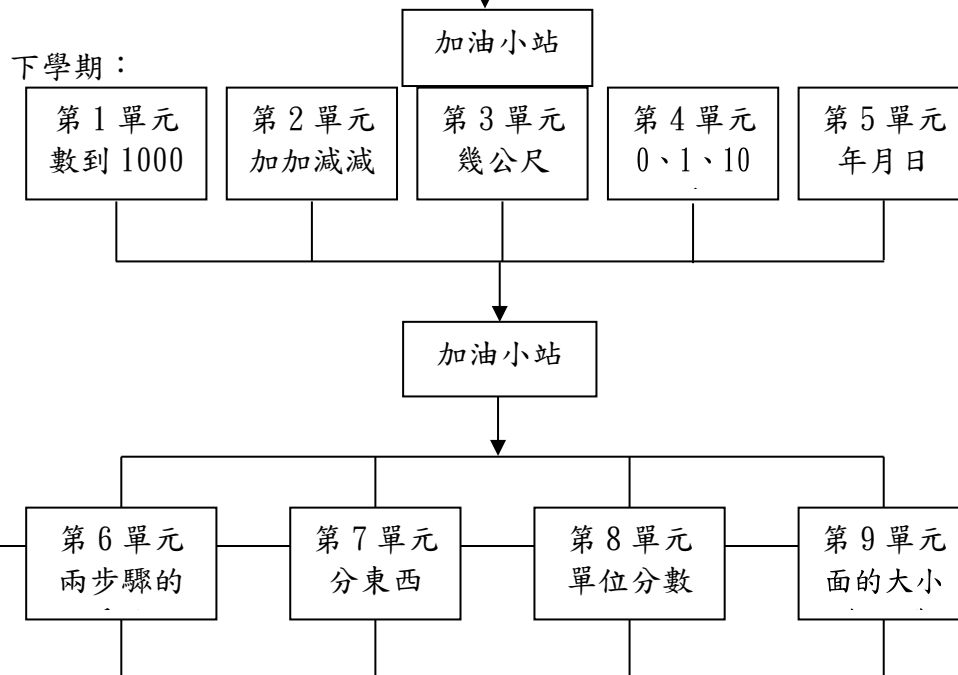 加油小站
下學期：
第 1 單元
數到 1000
第 2 單元
加加減減
第 3 單元
幾公尺
第 4 單元
0、1、10
第 5 單元
年月日
加油小站
第 6 單元
兩步驟的
第 7 單元
分東西
第 8 單元
單位分數
第 9 單元
面的大小